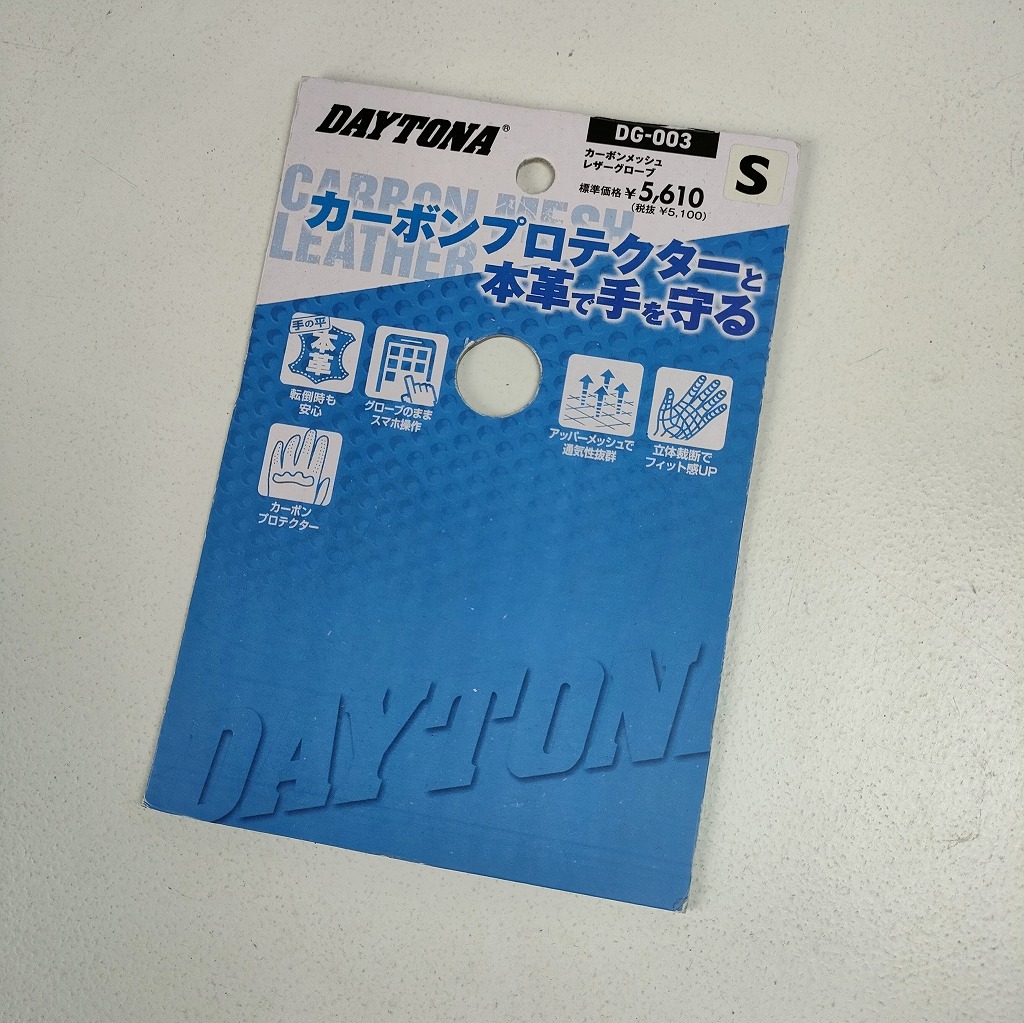 DAYTONA®
DG-003
カーボンメッシュ
レザーグローブ
標準価格 ¥5,610
(税抜 ¥5,100)
S
CARBON MESH
LEATHER
カーボンプロテクターと
本革で手を守る
手の平
本革
転倒時も
安心
グローブのまま
スマホ操作
アッパーメッシュで
通気性抜群
立体裁断で
フィット感UP
カーボン
プロテクター
DAYTONA